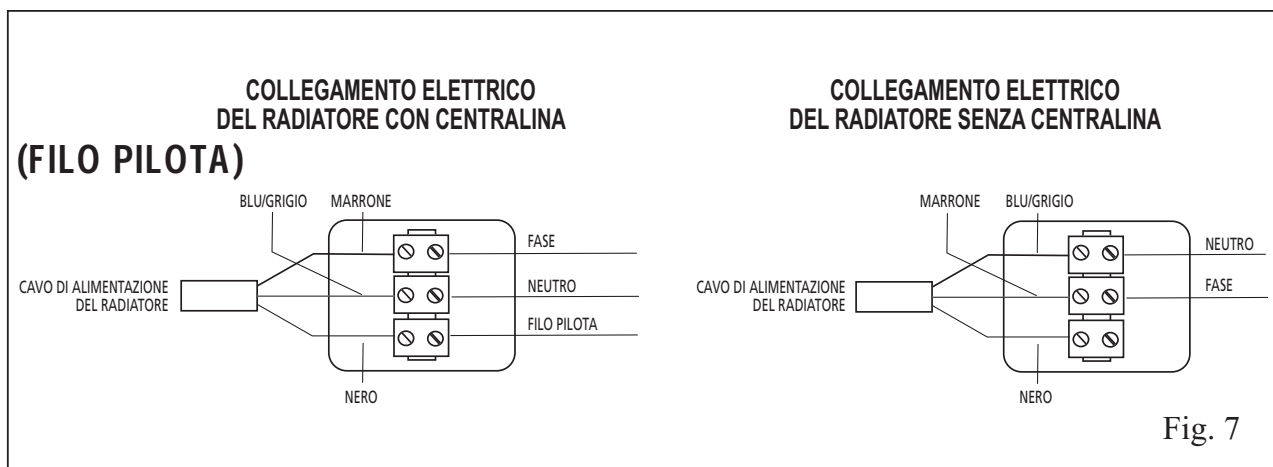 COLLEGAMENTO ELETTRICO
DEL RADIATORE CON CENTRALINA
(FILO PILOTA)
BLU/GRIGIO
MARRONE
FASE
CAVO DI ALIMENTAZIONE
DEL RADIATORE
NEUTRO
FILO PILOTA
NERO
COLLEGAMENTO ELETTRICO
DEL RADIATORE SENZA CENTRALINA
MARRONE
BLU/GRIGIO
NEUTRO
CAVO DI ALIMENTAZIONE
DEL RADIATORE
FASE
NERO
Fig. 7